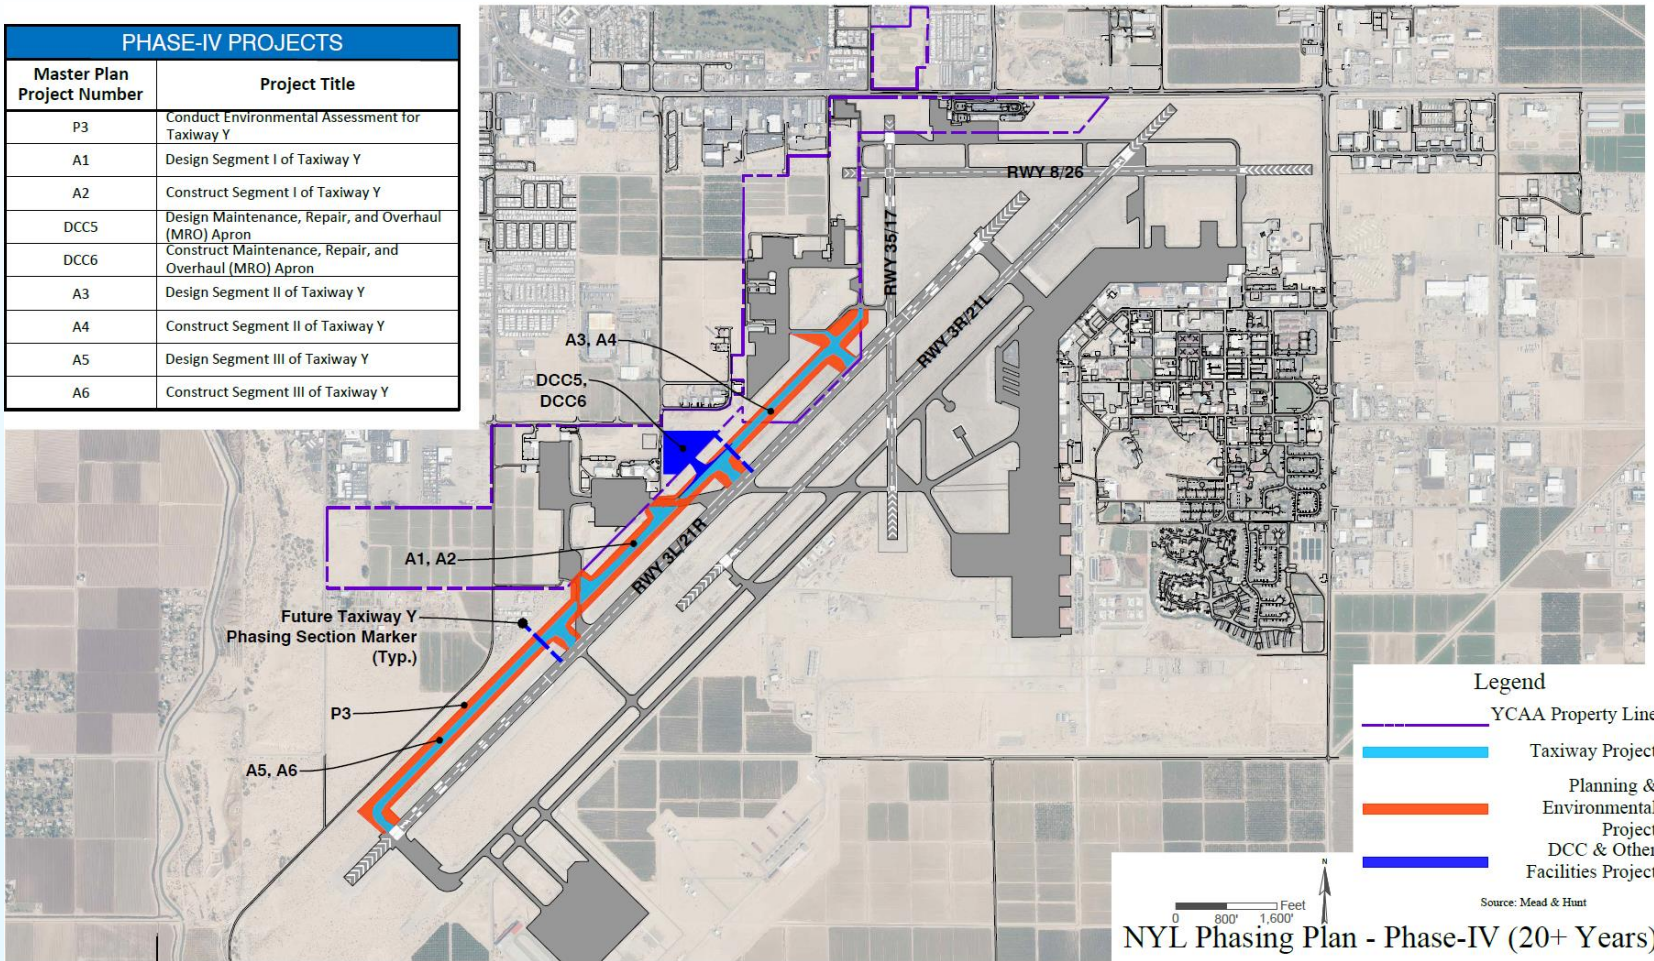 PHASE-IV PROJECTS
Master Plan
Project Number
Project Title
P3
Conduct Environmental Assessment for
Taxiway Y
A1
Design Segment I of Taxiway Y
A2
Construct Segment I of Taxiway Y
DCC5
Design Maintenance, Repair, and Overhaul
(MRO) Apron
DCC6
Construct Maintenance, Repair, and
Overhaul (MRO) Apron
A3
Design Segment II of Taxiway Y
A4
Construct Segment II of Taxiway Y
A5
Design Segment III of Taxiway Y
A6
Construct Segment III of Taxiway Y
RWY 8/26
RWY 35/17
RWY 3R/21L
A3, A4
DCC5,
DCC6
A1, A2
RWY 3L/21R
Future Taxiway Y
Phasing Section Marker
(Typ.)
P3
A5, A6
Legend
YCAA Property Line
Taxiway Project
Planning &
Environmental
Project
DCC & Other
Facilities Project
Source: Mead & Hunt
N
Feet
0 800' 1,600'
NYL Phasing Plan - Phase-IV (20+ Years)